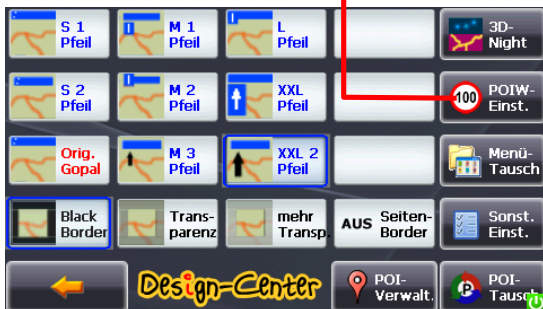 S 1
Pfeil
M 1
Pfeil
L
Pfeil
3D-
Night
S 2
Pfeil
M 2
Pfeil
XXL
Pfeil
100
POIW-
Einst.
Orig.
Gopal
M 3
Pfeil
XXL 2
Pfeil
Menü-
Tausch
Black
Border
Trans-
parenz
mehr
Transp.
AUS
Seiten-
Border
Sonst.
Einst.
Design-Center
POI-
Verwalt.
P
POI-
Tausch